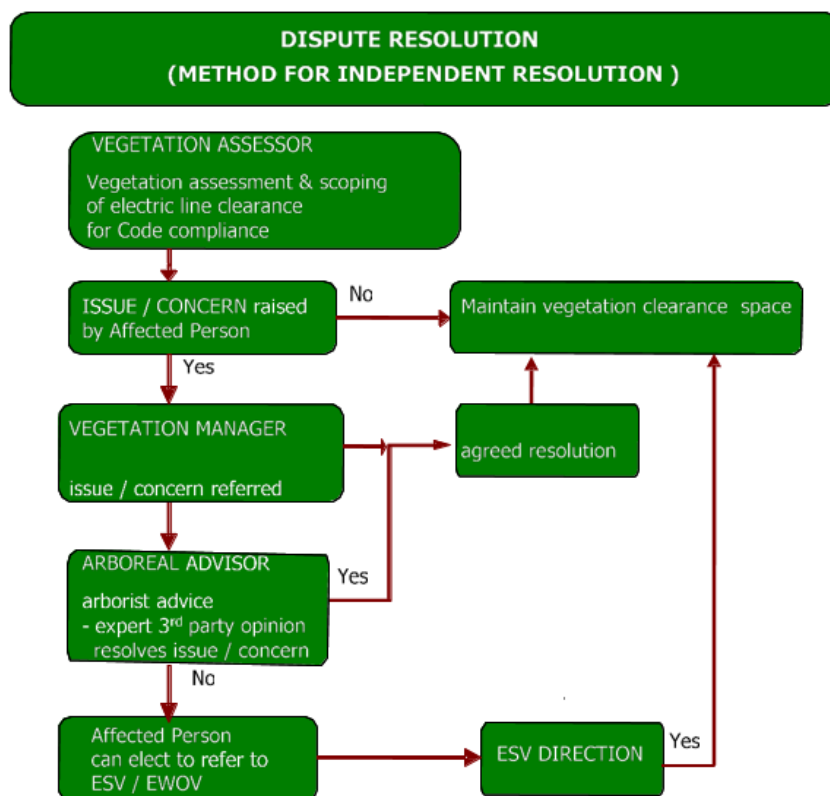 DISPUTE RESOLUTION
(METHOD FOR INDEPENDENT RESOLUTION )
VEGETATION ASSESSOR
Vegetation assessment & scoping
of electric line clearance
for Code compliance
ISSUE / CONCERN raised
by Affected Person
No
Maintain vegetation clearance space
Yes
VEGETATION MANAGER
issue / concern referred
agreed resolution
ARBOREAL ADVISOR
arborist advice
- expert 3rd party opinion
resolves issue / concern
Yes
No
Affected Person
can elect to refer to
ESV / EWOV
ESV DIRECTION
Yes